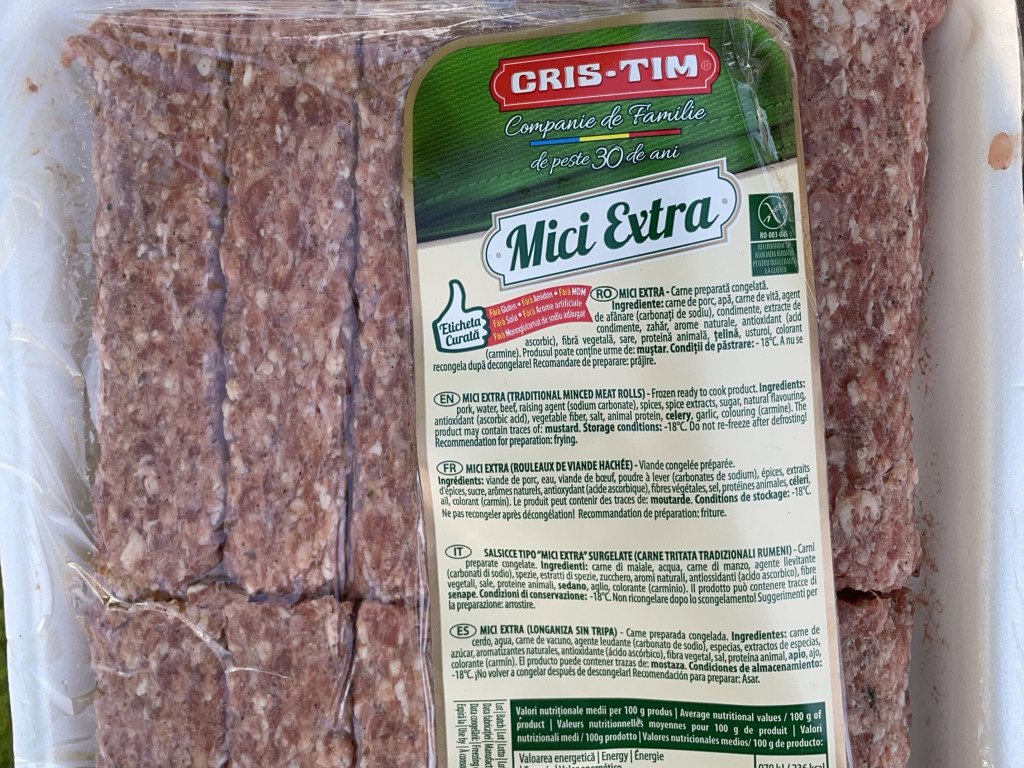 CRIS-TIM®
Companie de Familie
de peste 30 de ani
Mici Extra
RO-003-045
Eticheta
Curată
Fără Gluten • Fără Amidon • Fără MDM
Fără Soia • Fără Arome artificiale
Fără Monoglutamat de sodiu adăugat
RO MICI EXTRA - Carne preparată congelată.
Ingrediente: carne de porc, apă, carne de vită, agent
de afânare (carbonați de sodiu), condimente, extracte de
condimente, zahăr, arome naturale, antioxidant (acid
ascorbic), fibră vegetală, sare, proteină animală, țelină, usturoi, colorant
(carmine). Produsul poate conține urme de: muștar. Condiții de păstrare: - 18°C. A nu se
recongela după decongelare! Recomandare de preparare: prăjire.
EN MICI EXTRA (TRADITIONAL MINCED MEAT ROLLS) - Frozen ready to cook product. Ingredients:
pork, water, beef, raising agent (sodium carbonate), spices, spice extracts, sugar, natural flavouring,
antioxidant (ascorbic acid), vegetable fiber, salt, animal protein, celery, garlic, colouring (carmine). The
product may contain traces of: mustard. Storage conditions: -18°C. Do not re-freeze after defrosting!
Recommendation for preparation: frying.
FR MICI EXTRA (ROULEAUX DE VIANDE HACHÉE) - Viande congelée préparée.
Ingrédients: viande de porc, eau, viande de bœuf, poudre à lever (carbonates de sodium), épices, extraits
d'épices, sucre, arômes naturels, antioxydant (acide ascorbique), fibres végétales, sel, protéines animales, céleri,
ail, colorant (carmin). Le produit peut contenir des traces de: moutarde. Conditions de stockage: -18°C.
Ne pas recongeler après décongélation! Recommandation de préparation: friture.
IT SALSICCE TIPO "MICI EXTRA" SURGELATE (CARNE TRITATA TRADIZIONALI RUMENI) - Carni
preparate congelate. Ingredienti: carne di maiale, acqua, carne di manzo, agente lievitante
(carbonati di sodio), spezie, estratti di spezie, zucchero, aromi naturali, antiossidanti (acido ascorbico), fibre
vegetali, sale, proteine animali, sedano, aglio, colorante (carminio). Il prodotto può contenere tracce di
senape. Condizioni di conservazione: -18°C. Non ricongelare dopo lo scongelamento! Suggerimenti per
la preparazione: arrostire.
ES MICI EXTRA (LONGANIZA SIN TRIPA) - Carne preparada congelada. Ingredientes: carne de
cerdo, agua, carne de vacuno, agente leudante (carbonato de sodio), especias, extractos de especias,
azúcar, aromatizantes naturales, antioxidante (ácido ascórbico), fibra vegetal, sal, proteína animal, apio, ajo,
colorante (carmín). El producto puede contener trazas de: mostaza. Condiciones de almacenamiento:
-18°C. ¡No volver a congelar después de descongelar! Recomendación para preparar: Asar.
Valori nutriționale medii per 100 g produs | Average nutritional values / 100 g of
product | Valeurs nutritionnelles moyennes pour 100 g de produit | Valori
nutrizionali medi / 100g prodotto | Valores nutricionales medios/ 100 g de producto:
Valoarea energetică | Energy | Énergie
Lot | Batch | Lot | Lotto | Lot
Data fabricației | Manufact
Data congelării | Freezing
Expiră la | Use by | A conso